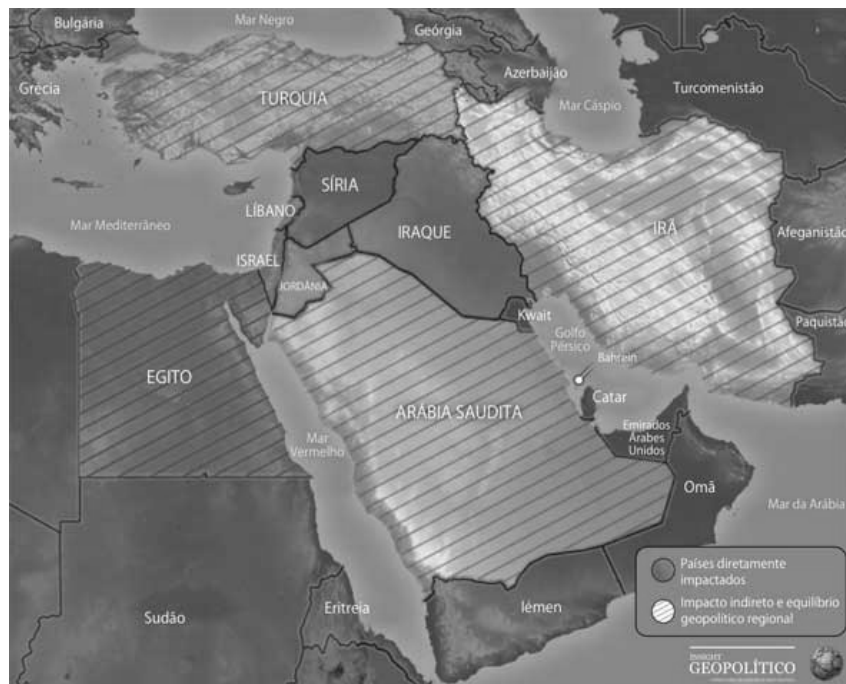 Bulgária
Mar Negro
Geórgia
Grécia
TURQUIA
Azerbaijão
Mar Cáspio
Turcomenistão
Mar Mediterrâneo
LÍBANO
SÍRIA
IRAQUE
IRÃ
Afeganistão
ISRAEL
JORDÂNIA
Kwait
Golfo
Pérsico
Bahrein
Paquistão
EGITO
ARÁBIA SAUDITA
Catar
Mar
Vermelho
Emirados
Árabes
Unidos
Omã
Mar da Arábia
Sudão
Eritreia
Iémen
Países diretamente
impactados
Impacto indireto e equilíbrio
geopolítico regional
INSIGHT
GEOPOLÍTICO